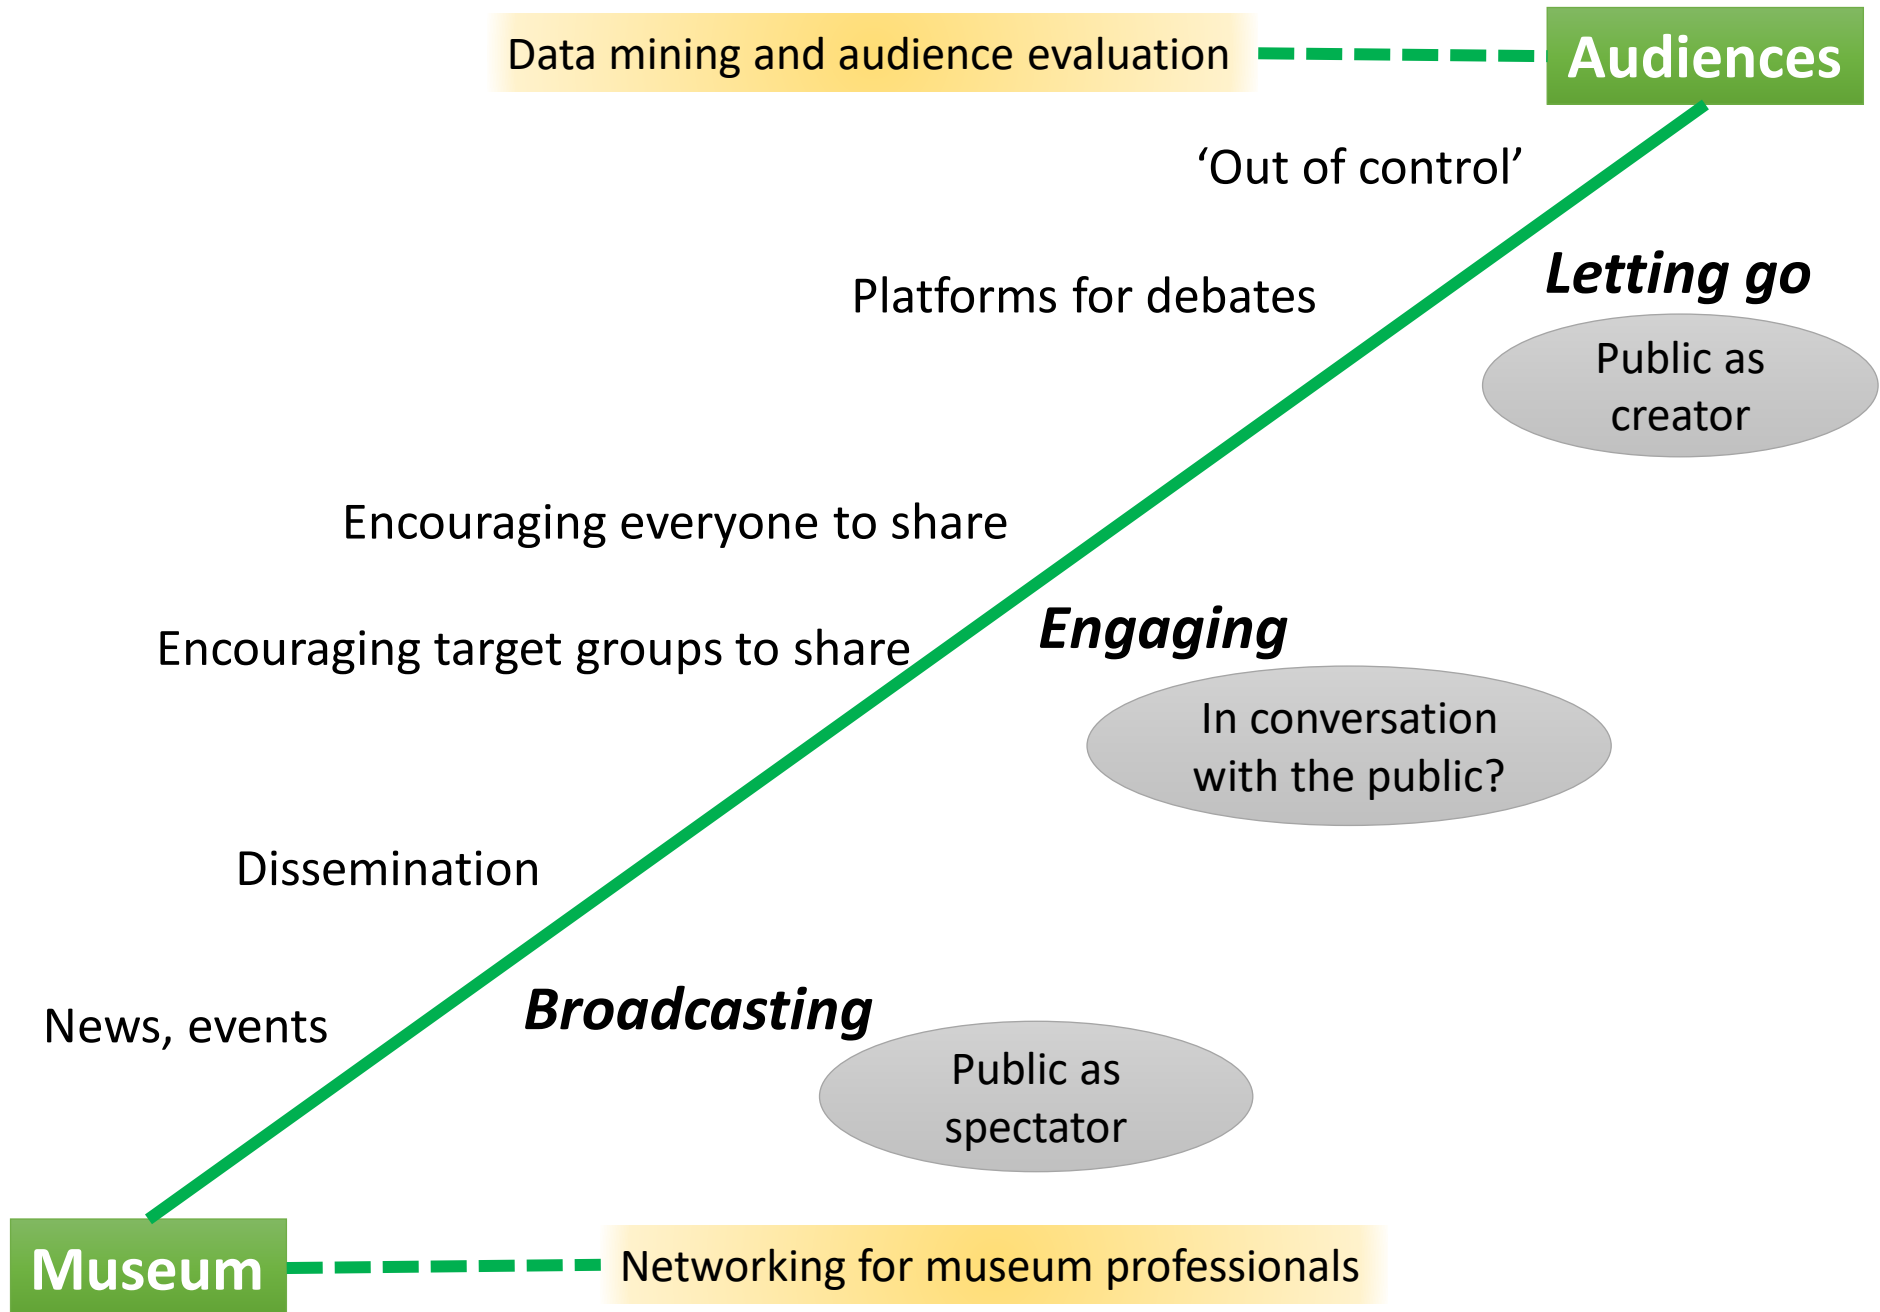 Data mining and audience evaluation
Audiences
‘Out of control’
Letting go
Platforms for debates
Public as
creator
Encouraging everyone to share
Engaging
Encouraging target groups to share
In conversation
with the public?
Dissemination
Broadcasting
News, events
Public as
spectator
Museum
Networking for museum professionals